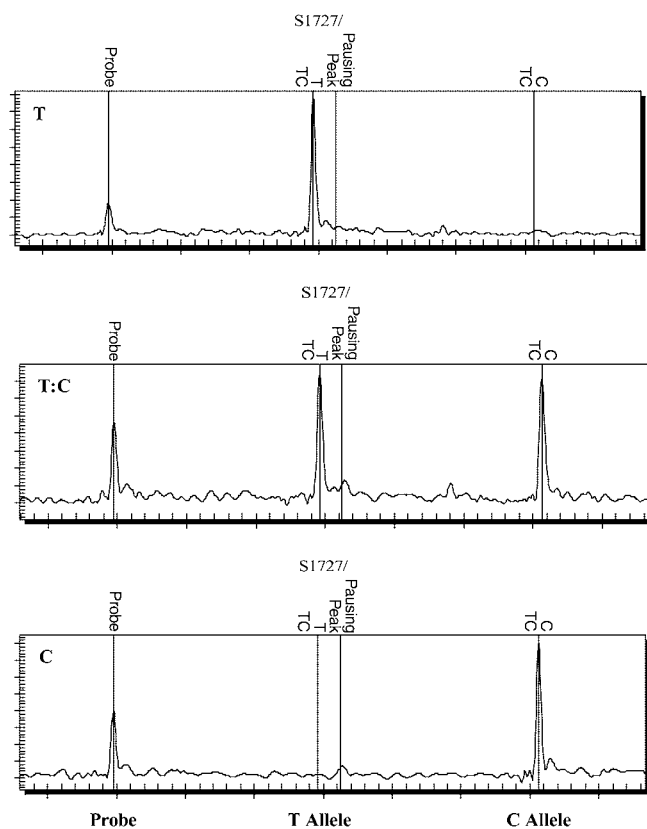 S1727/
Probe
TC T
Peak
Pausing
TC C
T
S1727/
Probe
TC T
Peak
Pausing
TC C
T:C
S1727/
Probe
TC T
Peak
Pausing
TC C
C
Probe T Allele C Allele